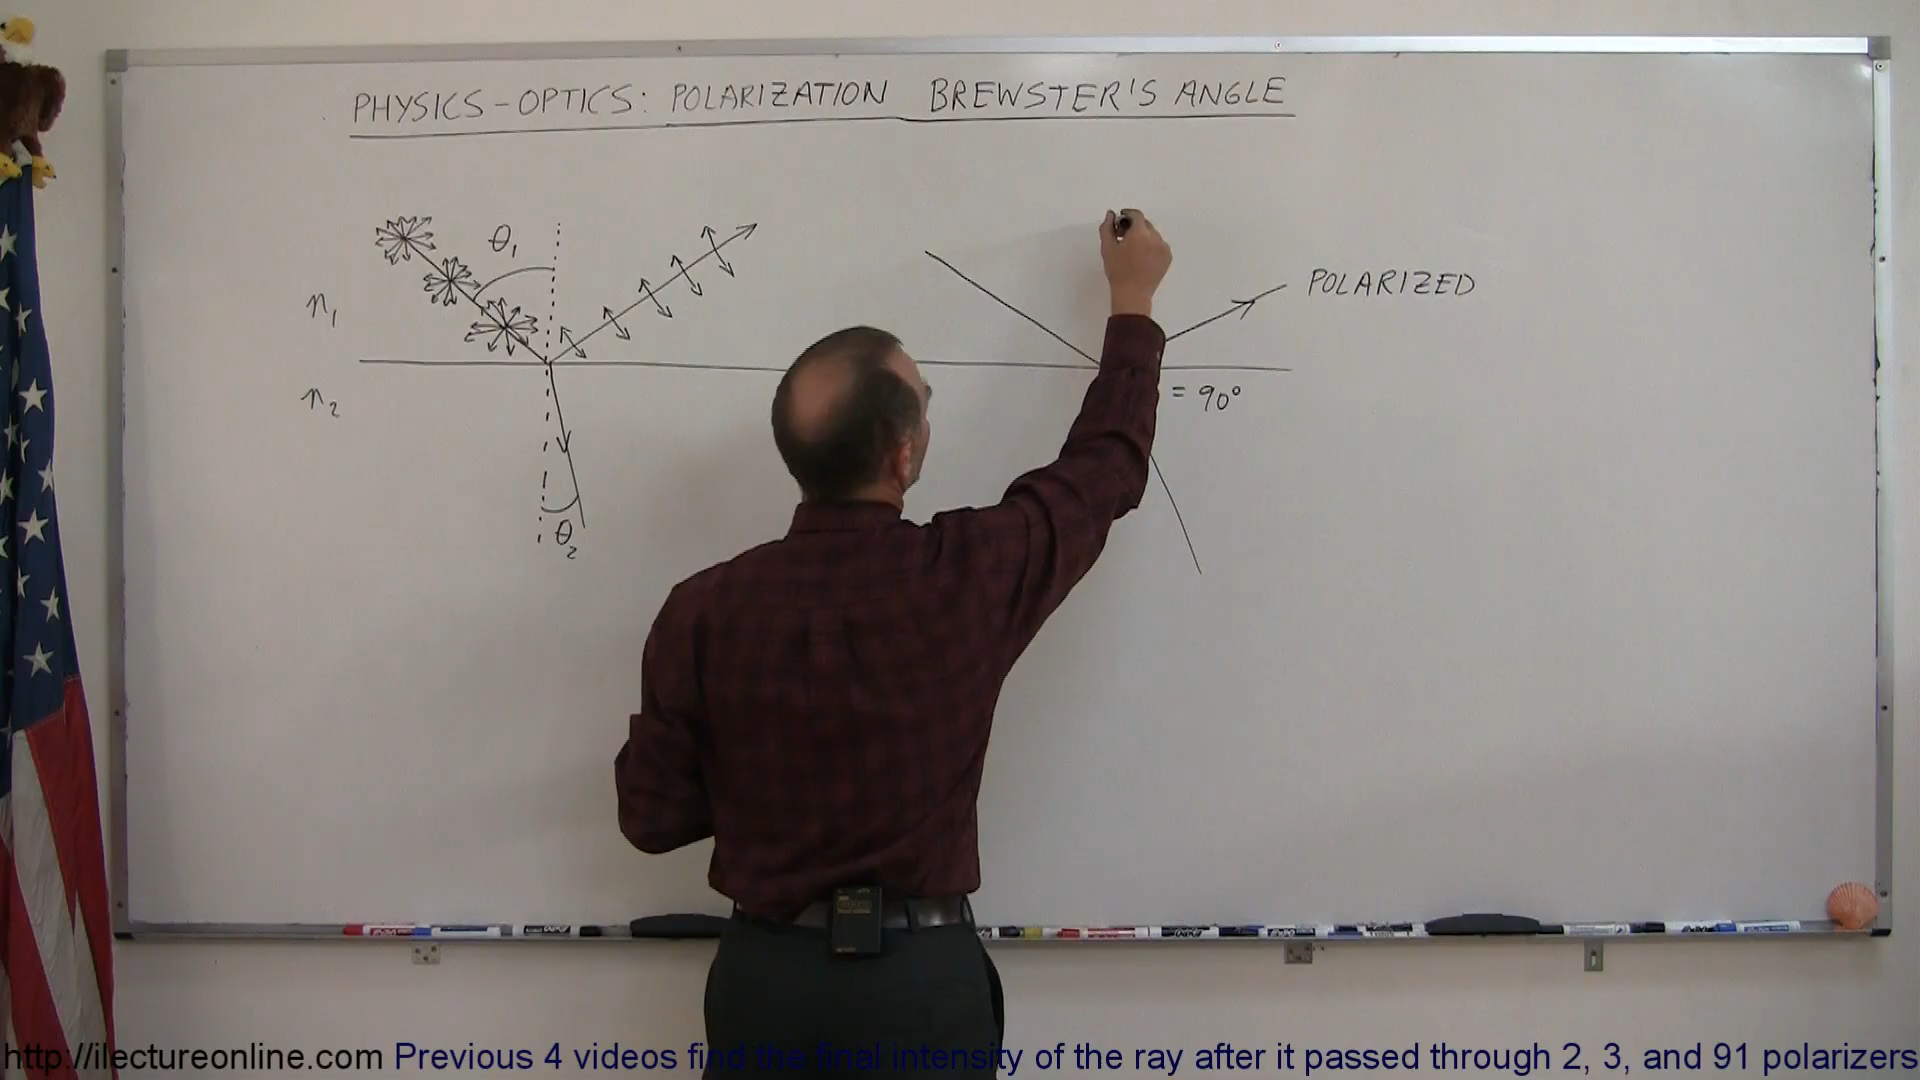 PHYSICS-OPTICS: POLARIZATION BREWSTER'S ANGLE
θ1
n1
POLARIZED
n2
= 90°
θ2
http://ilectureonline.com Previous 4 videos find the final intensity of the ray after it passed through 2, 3, and 91 polarizers